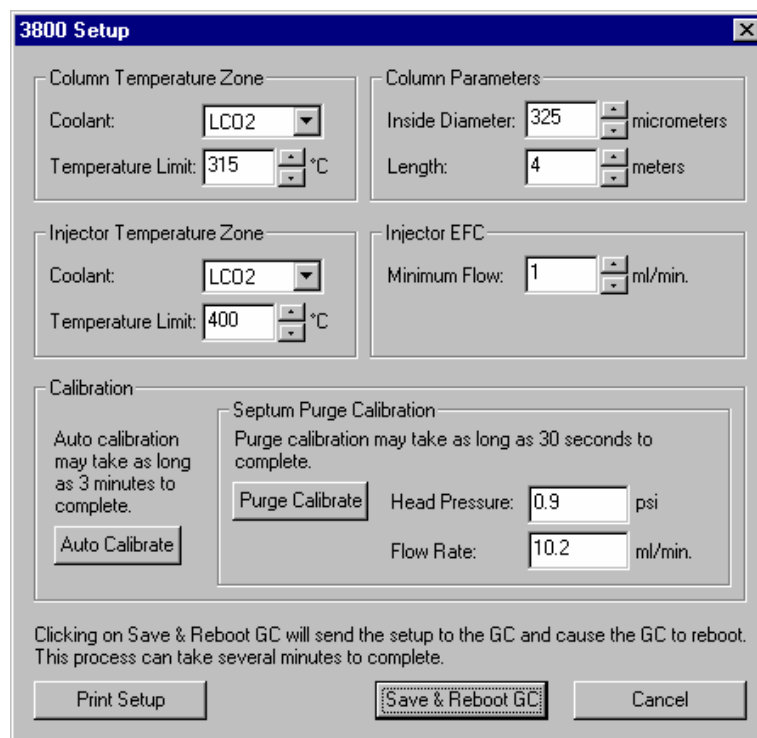 3800 Setup
Column Temperature Zone
Coolant: LCO2
Temperature Limit: 315 °C
Column Parameters
Inside Diameter: 325 micrometers
Length: 4 meters
Injector Temperature Zone
Coolant: LCO2
Temperature Limit: 400 °C
Injector EFC
Minimum Flow: 1 ml/min.
Calibration
Auto calibration
may take as long
as 3 minutes to
complete.
Auto Calibrate
Septum Purge Calibration
Purge calibration may take as long as 30 seconds to
complete.
Purge Calibrate
Head Pressure: 0.9 psi
Flow Rate: 10.2 ml/min.
Clicking on Save & Reboot GC will send the setup to the GC and cause the GC to reboot.
This process can take several minutes to complete.
Print Setup
Save & Reboot GC
Cancel